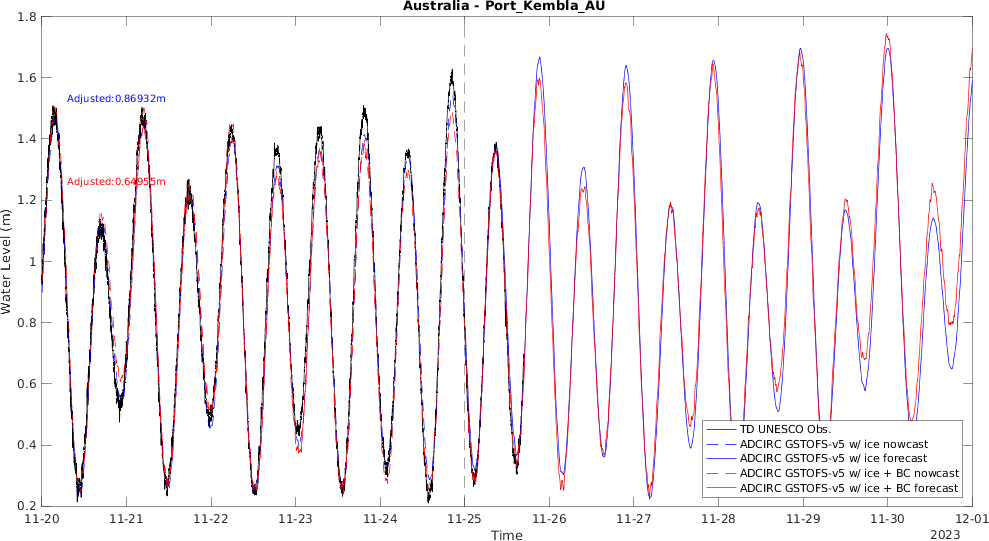 Australia - Port_Kembla_AU
1.8
1.6
1.4
1.2
1
0.8
0.6
0.4
0.2
Water Level (m)
Adjusted:0.86932m
Adjusted:0.64955m
TD UNESCO Obs.
ADCIRC GSTOFS-v5 w/ ice nowcast
ADCIRC GSTOFS-v5 w/ ice forecast
ADCIRC GSTOFS-v5 w/ ice + BC nowcast
ADCIRC GSTOFS-v5 w/ ice + BC forecast
11-20 11-21 11-22 11-23 11-24 11-25 11-26 11-27 11-28 11-29 11-30 12-01
Time
2023